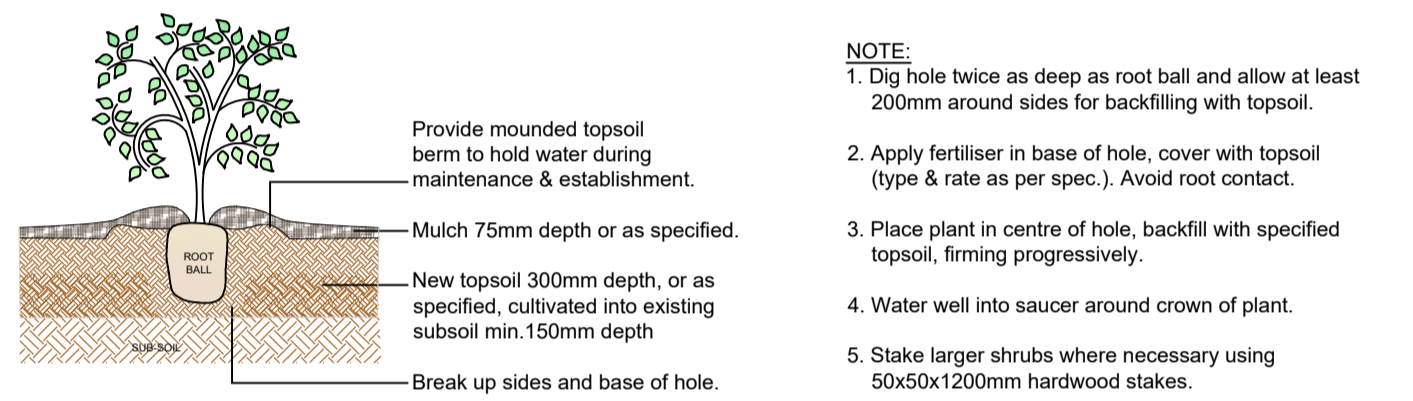 ROOT
BALL
SUB-SOIL
Provide mounded topsoil
berm to hold water during
maintenance & establishment.
Mulch 75mm depth or as specified.
New topsoil 300mm depth, or as
specified, cultivated into existing
subsoil min.150mm depth
Break up sides and base of hole.
NOTE:
1. Dig hole twice as deep as root ball and allow at least
200mm around sides for backfilling with topsoil.
2. Apply fertiliser in base of hole, cover with topsoil
(type & rate as per spec.). Avoid root contact.
3. Place plant in centre of hole, backfill with specified
topsoil, firming progressively.
4. Water well into saucer around crown of plant.
5. Stake larger shrubs where necessary using
50x50x1200mm hardwood stakes.